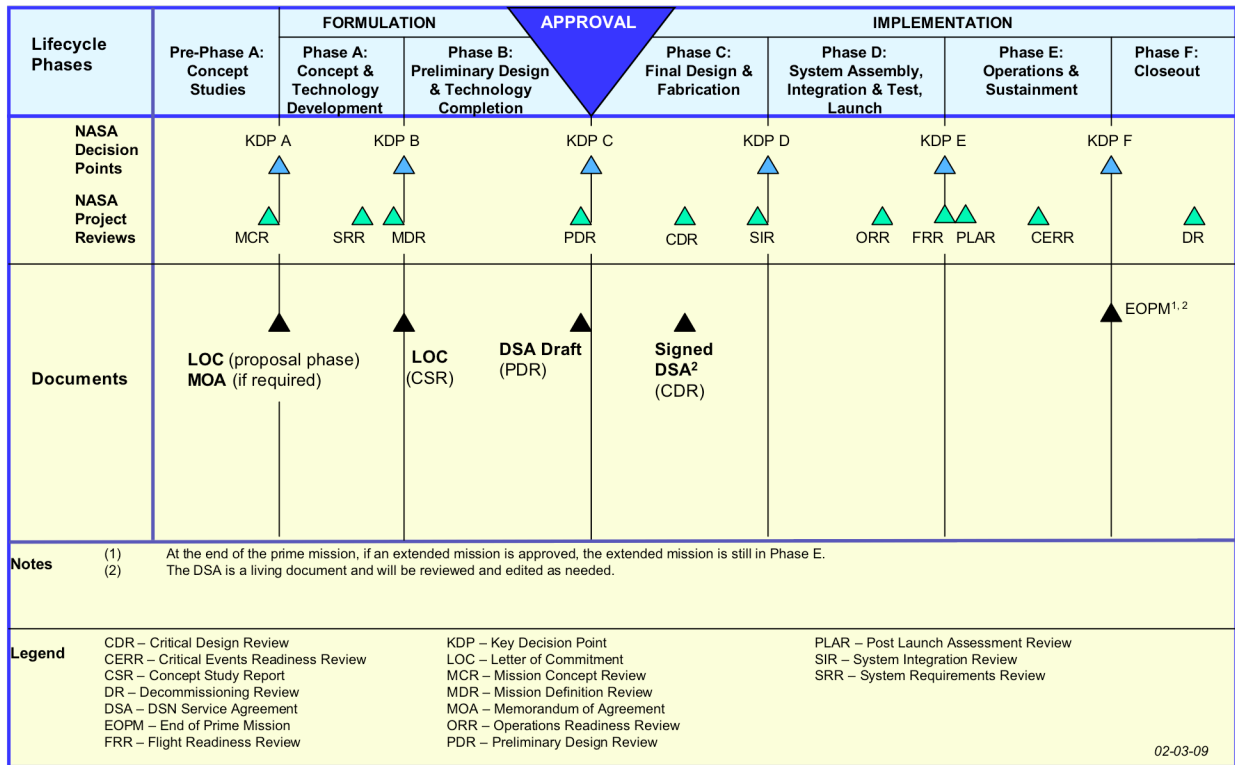 FORMULATION
APPROVAL
IMPLEMENTATION
Lifecycle
Phases
Pre-Phase A:
Concept
Studies
Phase A:
Concept &
Technology
Development
Phase B:
Preliminary Design
& Technology
Completion
Phase C:
Final Design &
Fabrication
Phase D:
System Assembly,
Integration & Test,
Launch
Phase E:
Operations &
Sustainment
Phase F:
Closeout
NASA
Decision
Points
KDP A
KDP B
KDP C
KDP D
KDP E
KDP F
NASA
Project
Reviews
MCR
SRR
MDR
PDR
CDR
SIR
ORR
FRR
PLAR
CERR
DR
Documents
LOC (proposal phase)
MOA (if required)
LOC
(CSR)
DSA Draft
(PDR)
Signed
DSA²
(CDR)
EOPM¹˒ ²
Notes
(1) At the end of the prime mission, if an extended mission is approved, the extended mission is still in Phase E.
(2) The DSA is a living document and will be reviewed and edited as needed.
Legend
CDR – Critical Design Review
CERR – Critical Events Readiness Review
CSR – Concept Study Report
DR – Decommissioning Review
DSA – DSN Service Agreement
EOPM – End of Prime Mission
FRR – Flight Readiness Review
KDP – Key Decision Point
LOC – Letter of Commitment
MCR – Mission Concept Review
MDR – Mission Definition Review
MOA – Memorandum of Agreement
ORR – Operations Readiness Review
PDR – Preliminary Design Review
PLAR – Post Launch Assessment Review
SIR – System Integration Review
SRR – System Requirements Review
02-03-09